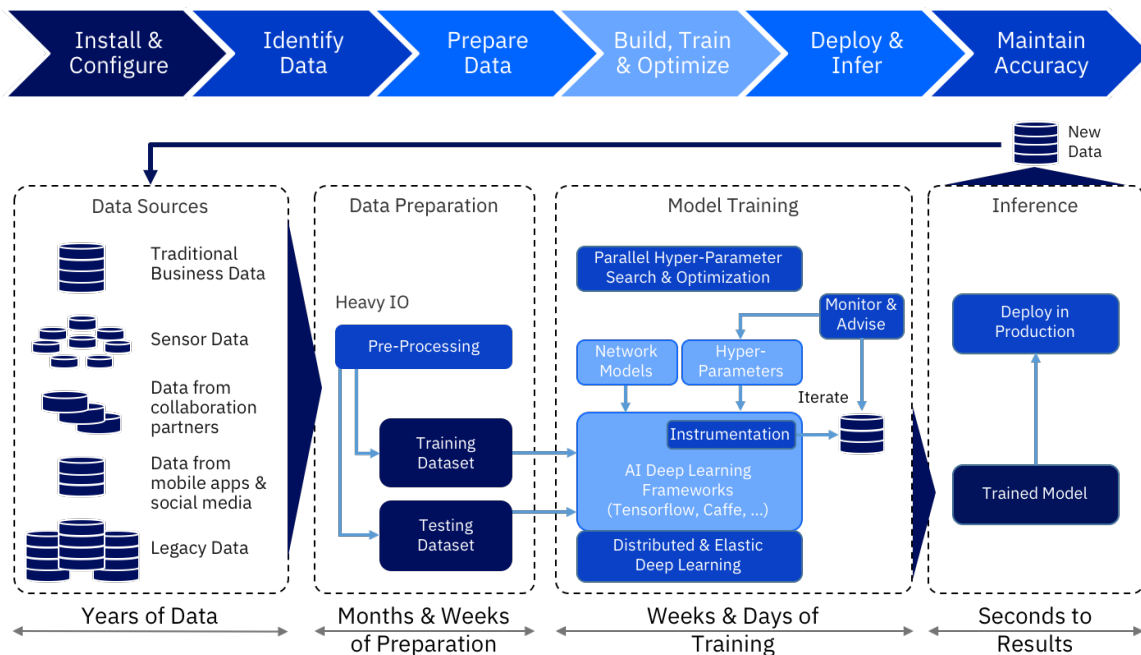 Install &
Configure
Identify
Data
Prepare
Data
Build, Train
& Optimize
Deploy &
Infer
Maintain
Accuracy
New
Data
Data Sources
Traditional
Business Data
Sensor Data
Data from
collaboration
partners
Data from
mobile apps &
social media
Legacy Data
Years of Data
Data Preparation
Heavy IO
Pre-Processing
Training
Dataset
Testing
Dataset
Months & Weeks
of Preparation
Model Training
Parallel Hyper-Parameter
Search & Optimization
Monitor &
Advise
Network
Models
Hyper-
Parameters
Iterate
Instrumentation
AI Deep Learning
Frameworks
(Tensorflow, Caffe, ...)
Distributed & Elastic
Deep Learning
Weeks & Days of
Training
Inference
Deploy in
Production
Trained Model
Seconds to
Results